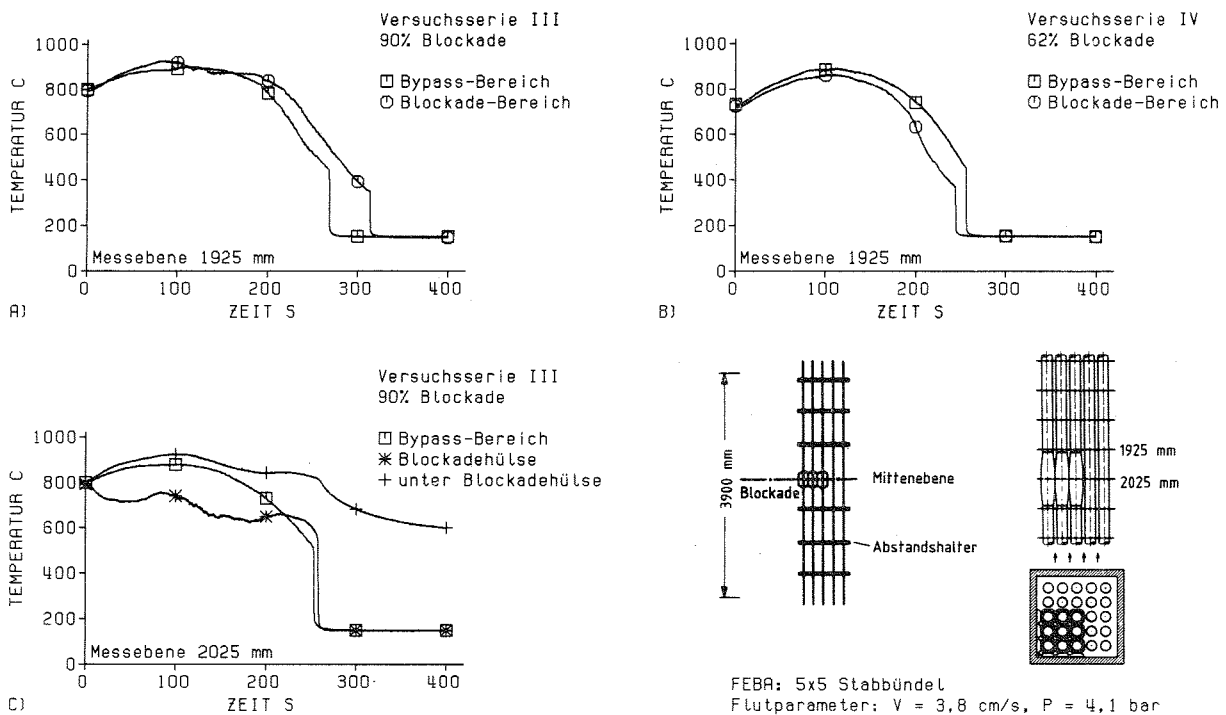 Versuchsserie III
90% Blockade
Bypass-Bereich
Blockade-Bereich
TEMPERATUR C
1000
800
600
400
200
0
Messebene 1925 mm
0 100 200 300 400
ZEIT S
A)
Versuchsserie IV
62% Blockade
Bypass-Bereich
Blockade-Bereich
TEMPERATUR C
1000
800
600
400
200
0
Messebene 1925 mm
0 100 200 300 400
ZEIT S
B)
Versuchsserie III
90% Blockade
Bypass-Bereich
Blockadehülse
unter Blockadehülse
TEMPERATUR C
1000
800
600
400
200
0
Messebene 2025 mm
0 100 200 300 400
ZEIT S
C)
3900 mm
Blockade
Mittenebene
Abstandshalter
1925 mm
2025 mm
FEBA: 5x5 Stabbündel
Flutparameter: V = 3,8 cm/s, P = 4,1 bar